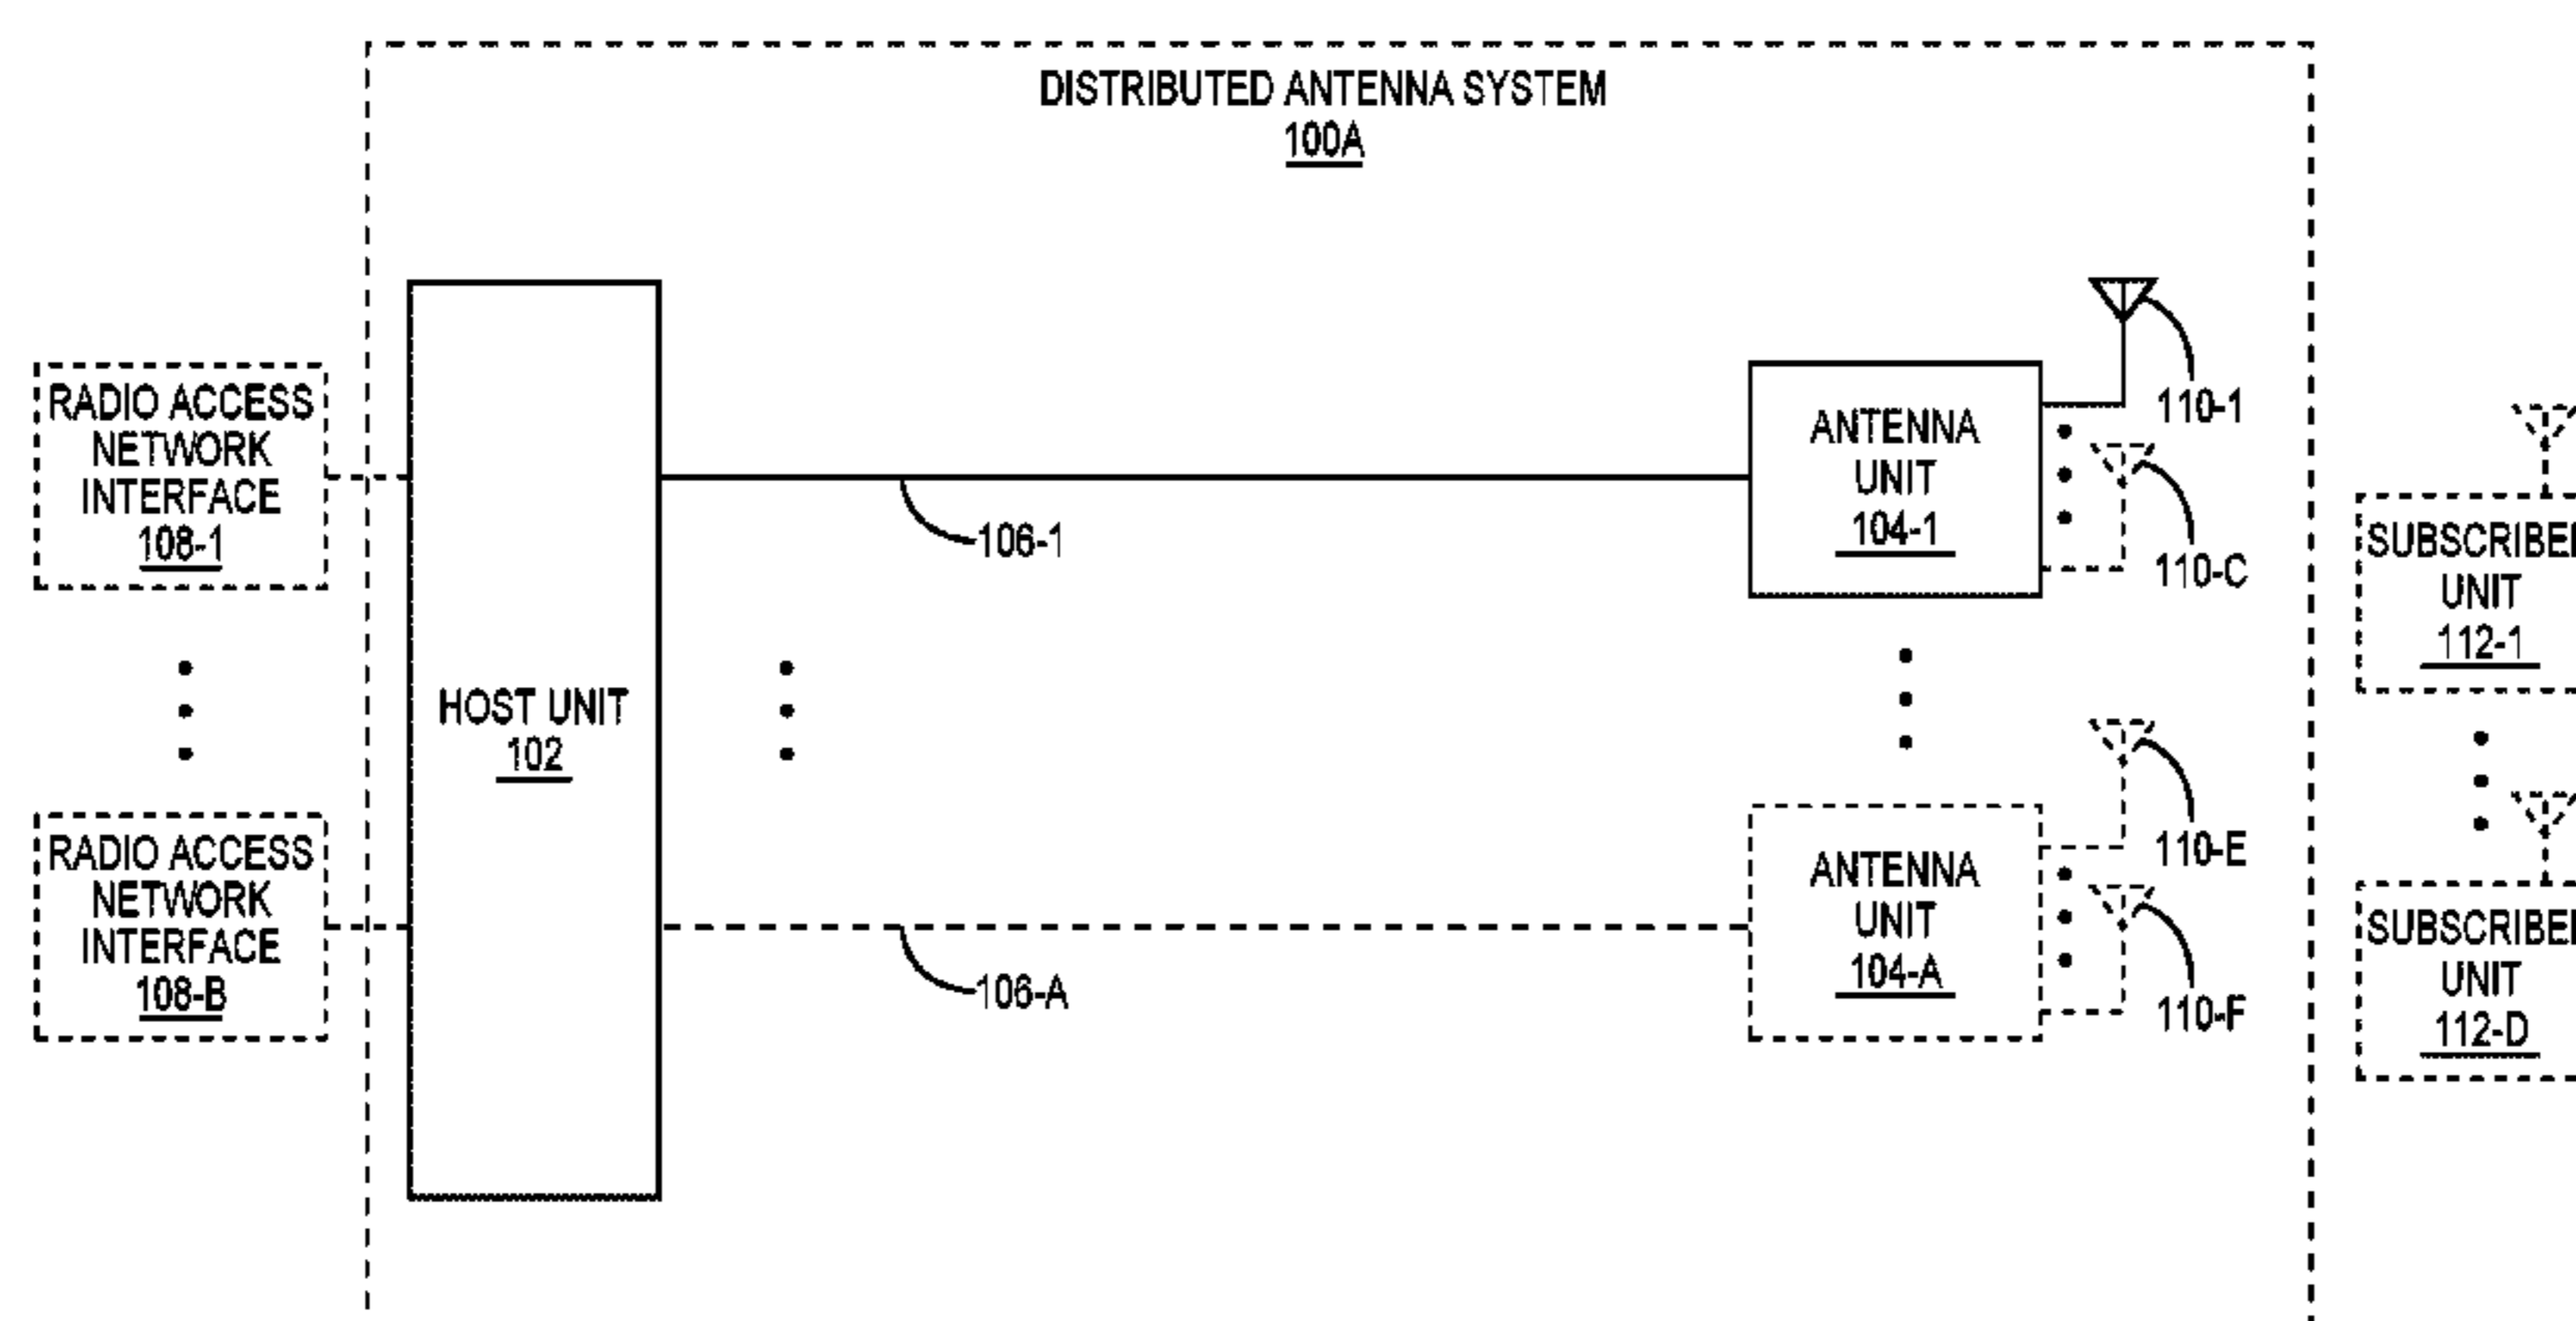 DISTRIBUTED ANTENNA SYSTEM
100A
RADIO ACCESS
NETWORK
INTERFACE
108-1
RADIO ACCESS
NETWORK
INTERFACE
108-B
HOST UNIT
102
106-1
106-A
ANTENNA
UNIT
104-1
110-1
110-C
ANTENNA
UNIT
104-A
110-E
110-F
SUBSCRIBER
UNIT
112-1
SUBSCRIBER
UNIT
112-D